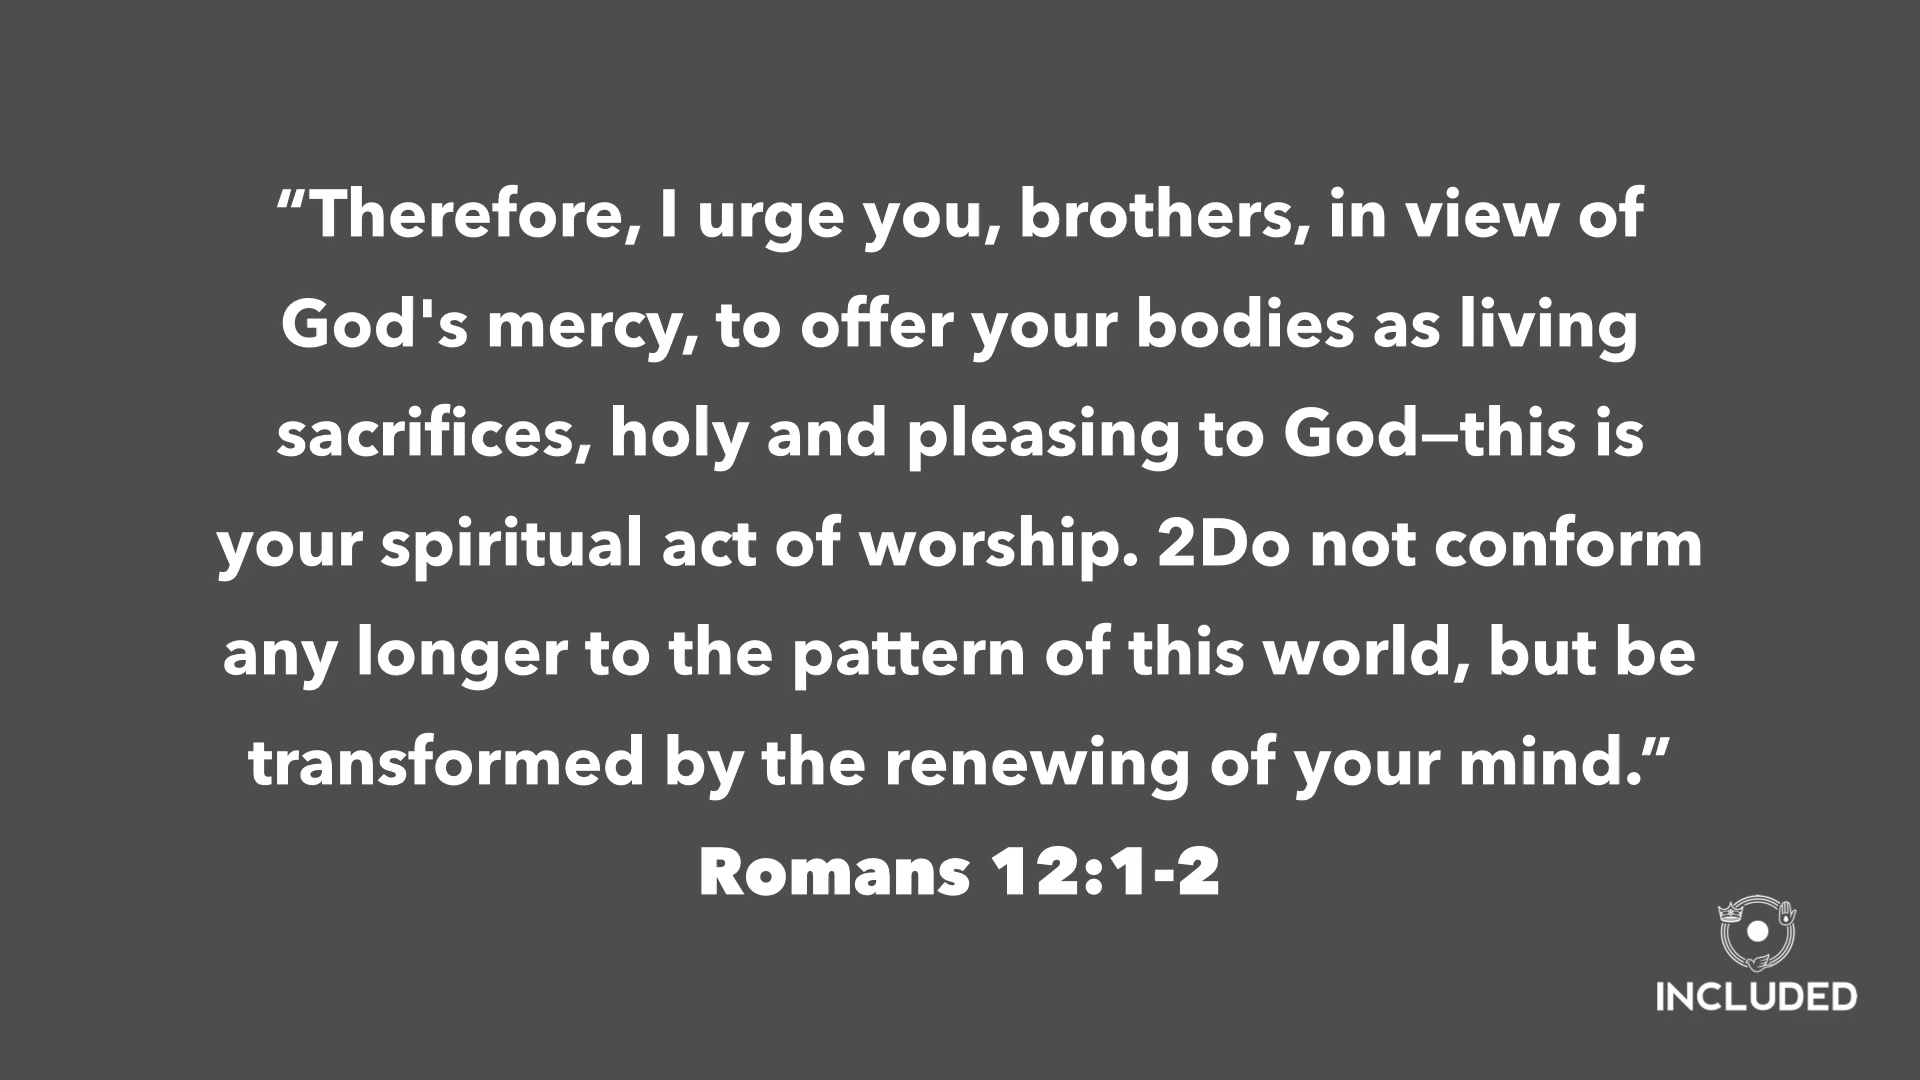 “Therefore, I urge you, brothers, in view of
God's mercy, to offer your bodies as living
sacrifices, holy and pleasing to God—this is
your spiritual act of worship. 2Do not conform
any longer to the pattern of this world, but be
transformed by the renewing of your mind.”
Romans 12:1-2
INCLUDED